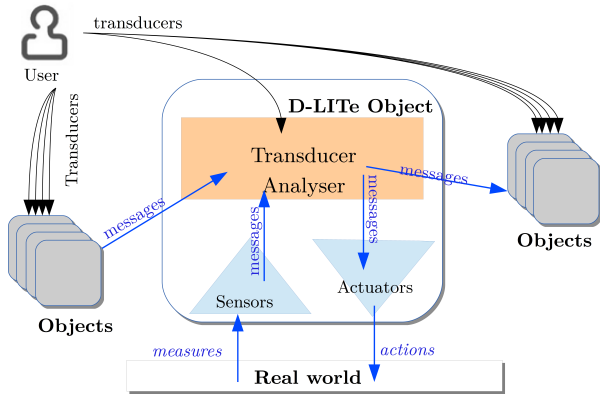 transducers
User
Transducers
D-LITe Object
Transducer
Analyser
messages
messages
messages
messages
Objects
Objects
Sensors
Actuators
measures
actions
Real world